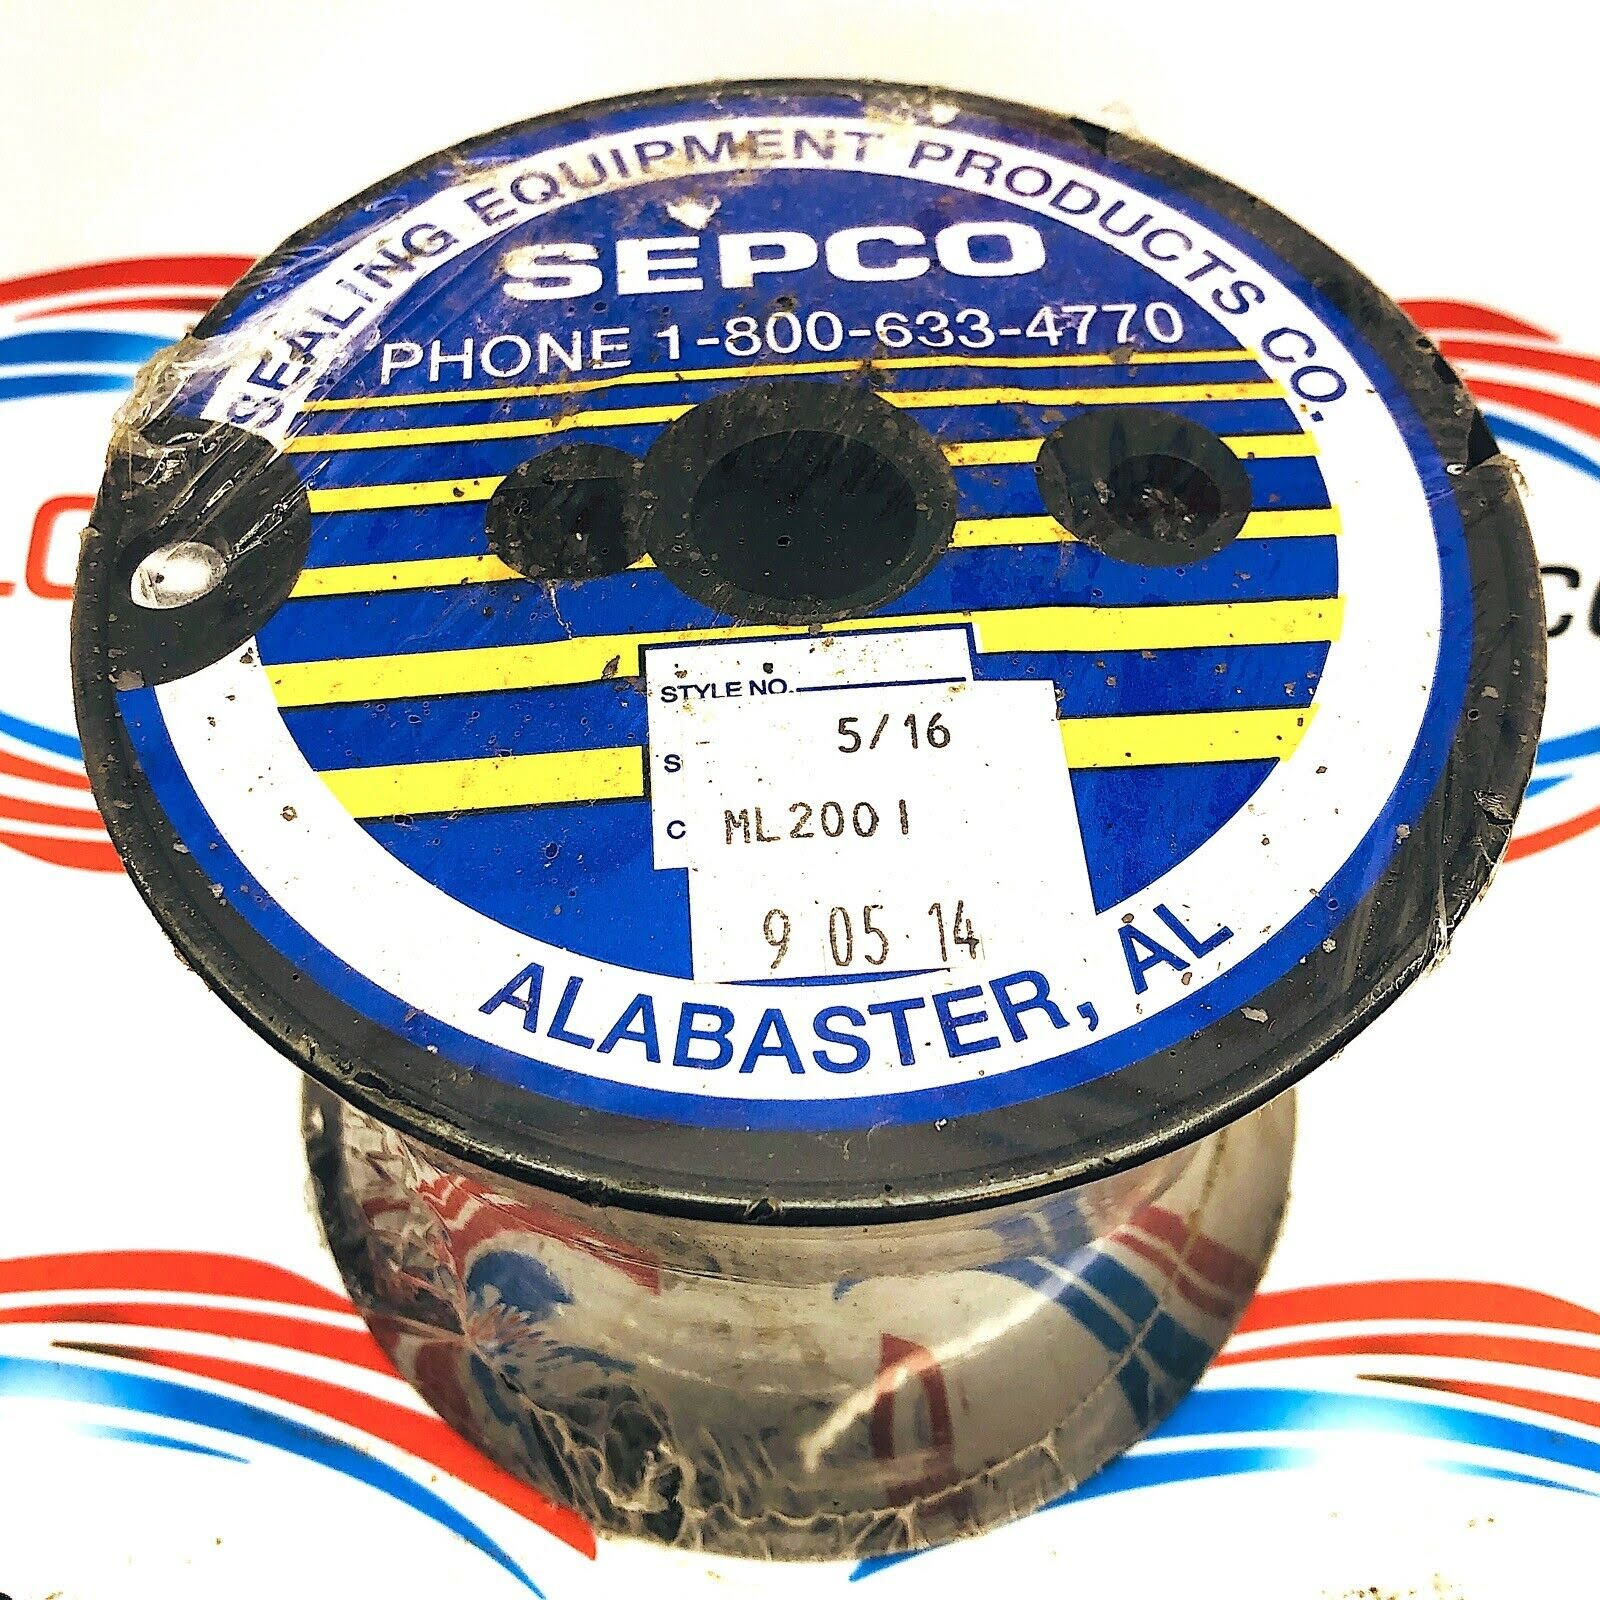 SEALING EQUIPMENT PRODUCTS CO.
SEPCO
PHONE 1-800-633-4770
STYLE NO.
5/16
S
C ML2001
9 05 14
ALABASTER, AL